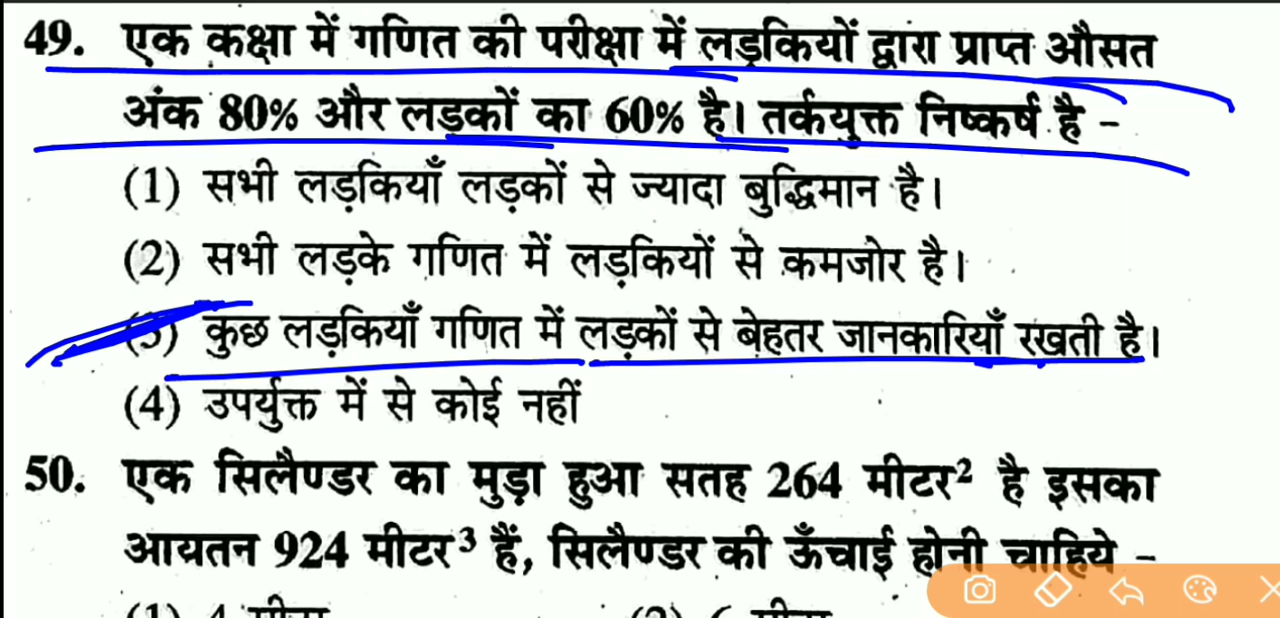 49. एक कक्षा में गणित की परीक्षा में लड़कियों द्वारा प्राप्त औसत
अंक 80% और लड़कों का 60% है। तर्कयुक्त निष्कर्ष है -
(1) सभी लड़कियाँ लड़कों से ज्यादा बुद्धिमान है।
(2) सभी लड़के गणित में लड़कियों से कमजोर है।
(3) कुछ लड़कियाँ गणित में लड़कों से बेहतर जानकारियाँ रखती है।
(4) उपर्युक्त में से कोई नहीं
50. एक सिलैण्डर का मुड़ा हुआ सतह 264 मीटर² है इसका
आयतन 924 मीटर³ हैं, सिलैण्डर की ऊँचाई होनी चाहिये -